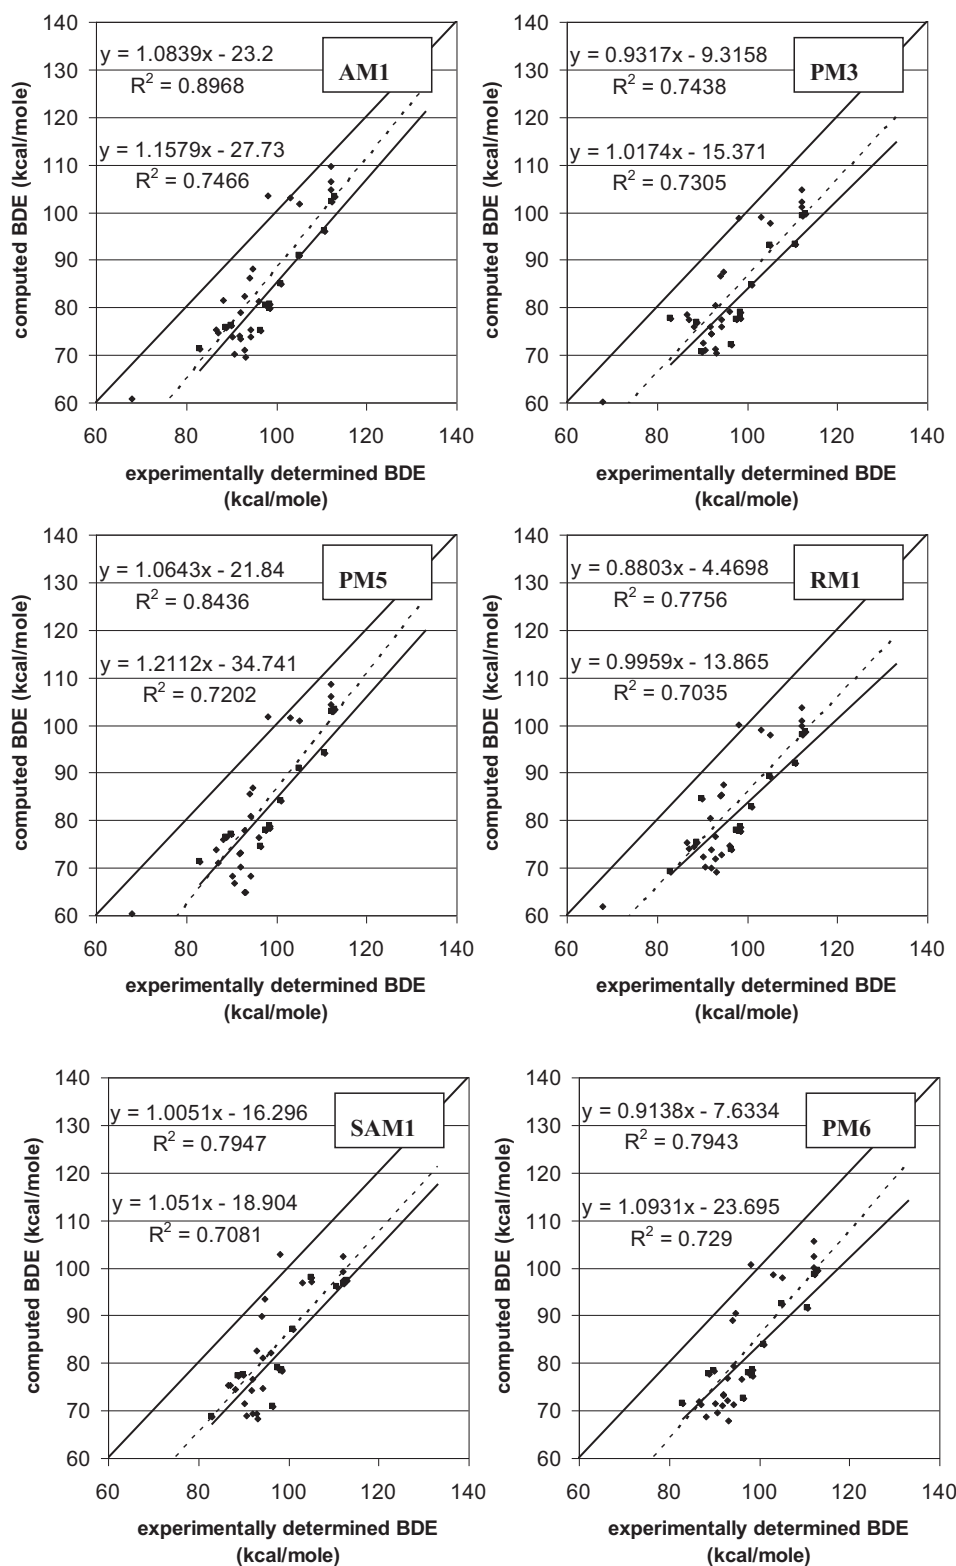 140
130
120
110
100
90
80
70
60
computed BDE (kcal/mole)
y = 1.0839x - 23.2
R² = 0.8968
AM1
y = 1.1579x - 27.73
R² = 0.7466
60 80 100 120 140
experimentally determined BDE
(kcal/mole)
140
130
120
110
100
90
80
70
60
computed BDE (kcal/mole)
y = 0.9317x - 9.3158
R² = 0.7438
PM3
y = 1.0174x - 15.371
R² = 0.7305
60 80 100 120 140
experimentally determined BDE
(kcal/mole)
140
130
120
110
100
90
80
70
60
computed BDE (kcal/mole)
y = 1.0643x - 21.84
R² = 0.8436
PM5
y = 1.2112x - 34.741
R² = 0.7202
60 80 100 120 140
experimentally determined BDE
(kcal/mole)
140
130
120
110
100
90
80
70
60
computed BDE (kcal/mole)
y = 0.8803x - 4.4698
R² = 0.7756
RM1
y = 0.9959x - 13.865
R² = 0.7035
60 80 100 120 140
experimentally determined BDE
(kcal/mole)
140
130
120
110
100
90
80
70
60
computed BDE (kcal/mole)
y = 1.0051x - 16.296
R² = 0.7947
SAM1
y = 1.051x - 18.904
R² = 0.7081
60 80 100 120 140
experimentally determined BDE
(kcal/mole)
140
130
120
110
100
90
80
70
60
computed BDE (kcal/mole)
y = 0.9138x - 7.6334
R² = 0.7943
PM6
y = 1.0931x - 23.695
R² = 0.729
60 80 100 120 140
experimentally determined BDE
(kcal/mole)